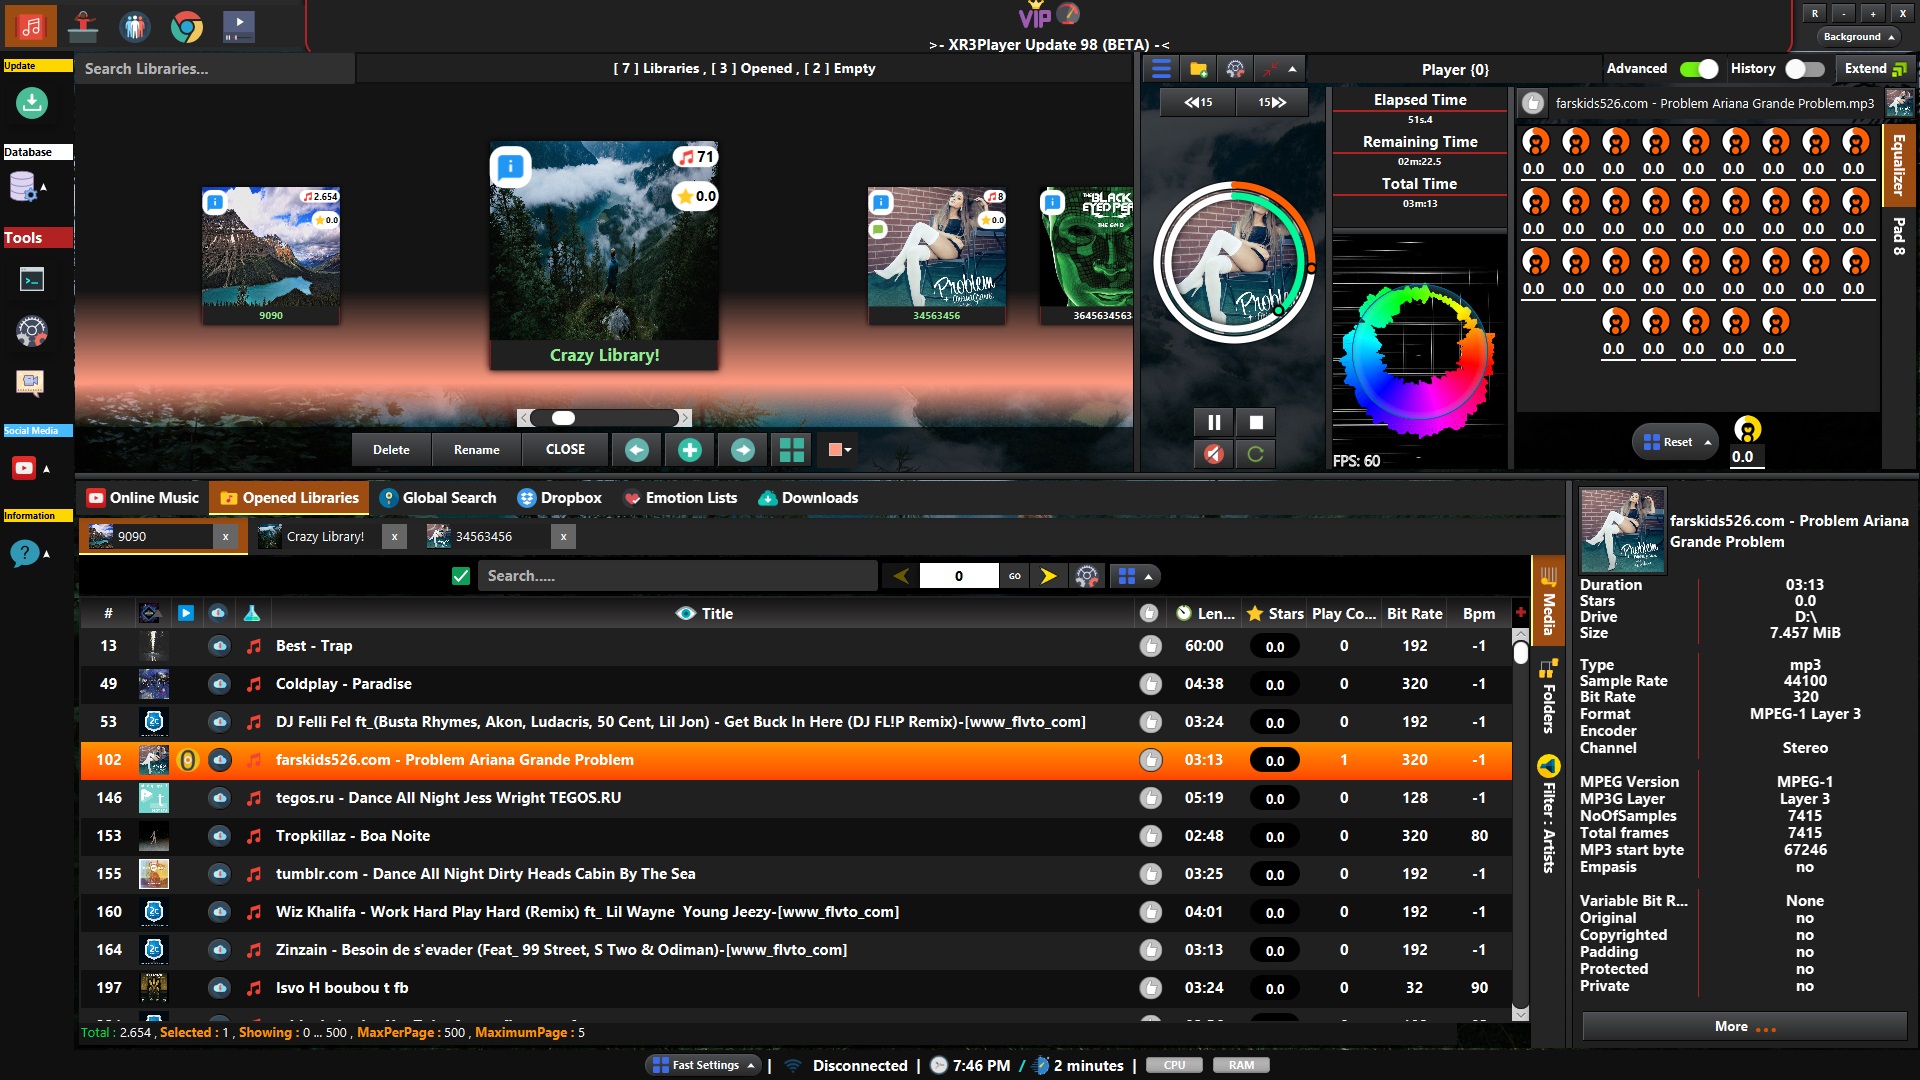 VIP
>- XR3Player Update 98 (BETA) -<
R - + X
Background
Update
Database
Tools
Social Media
Information
Search Libraries...
[ 7 ] Libraries , [ 3 ] Opened , [ 2 ] Empty
2.654
0.0
9090
71
0.0
Crazy Library!
8
0.0
Problem
34563456
THE BLACK
EYED PEA
THE END
3645634563
Delete Rename CLOSE
Player {0}
Advanced History Extend
15 15
Elapsed Time
51s.4
Remaining Time
02m:22.5
Total Time
03m:13
FPS: 60
farskids526.com - Problem Ariana Grande Problem.mp3
0.0 0.0 0.0 0.0 0.0 0.0 0.0 0.0 0.0
0.0 0.0 0.0 0.0 0.0 0.0 0.0 0.0 0.0
0.0 0.0 0.0 0.0 0.0 0.0 0.0 0.0 0.0
0.0 0.0 0.0 0.0 0.0
Reset
0.0
Equalizer
Pad 8
Online Music Opened Libraries Global Search Dropbox Emotion Lists Downloads
9090 x Crazy Library! x 34563456 x
Search..... 0 GO
# Title Len... Stars Play Co... Bit Rate Bpm
13 Best - Trap 60:00 0.0 0 192 -1
49 Coldplay - Paradise 04:38 0.0 0 320 -1
53 DJ Felli Fel ft_(Busta Rhymes, Akon, Ludacris, 50 Cent, Lil Jon) - Get Buck In Here (DJ FL!P Remix)-[www_flvto_com] 03:24 0.0 0 192 -1
102 farskids526.com - Problem Ariana Grande Problem 03:13 0.0 1 320 -1
146 tegos.ru - Dance All Night Jess Wright TEGOS.RU 05:19 0.0 0 128 -1
153 Tropkillaz - Boa Noite 02:48 0.0 0 320 80
155 tumblr.com - Dance All Night Dirty Heads Cabin By The Sea 03:25 0.0 0 192 -1
160 Wiz Khalifa - Work Hard Play Hard (Remix) ft_ Lil Wayne  Young Jeezy-[www_flvto_com] 04:01 0.0 0 192 -1
164 Zinzain - Besoin de s'evader (Feat_ 99 Street, S Two & Odiman)-[www_flvto_com] 03:13 0.0 0 192 -1
197 Isvo H boubou t fb 03:24 0.0 0 32 90
Total : 2.654 , Selected : 1 , Showing : 0 ... 500 , MaxPerPage : 500 , MaximumPage : 5
Media
Folders
Filter : Artists
farskids526.com - Problem Ariana
Grande Problem
Duration 03:13
Stars 0.0
Drive D:\
Size 7.457 MiB
Type mp3
Sample Rate 44100
Bit Rate 320
Format MPEG-1 Layer 3
Encoder
Channel Stereo
MPEG Version MPEG-1
MP3G Layer Layer 3
NoOfSamples 7415
Total frames 7415
MP3 start byte 67246
Empasis no
Variable Bit R... None
Original no
Copyrighted no
Padding no
Protected no
Private no
More ...
Fast Settings | Disconnected | 7:46 PM / 2 minutes | CPU RAM